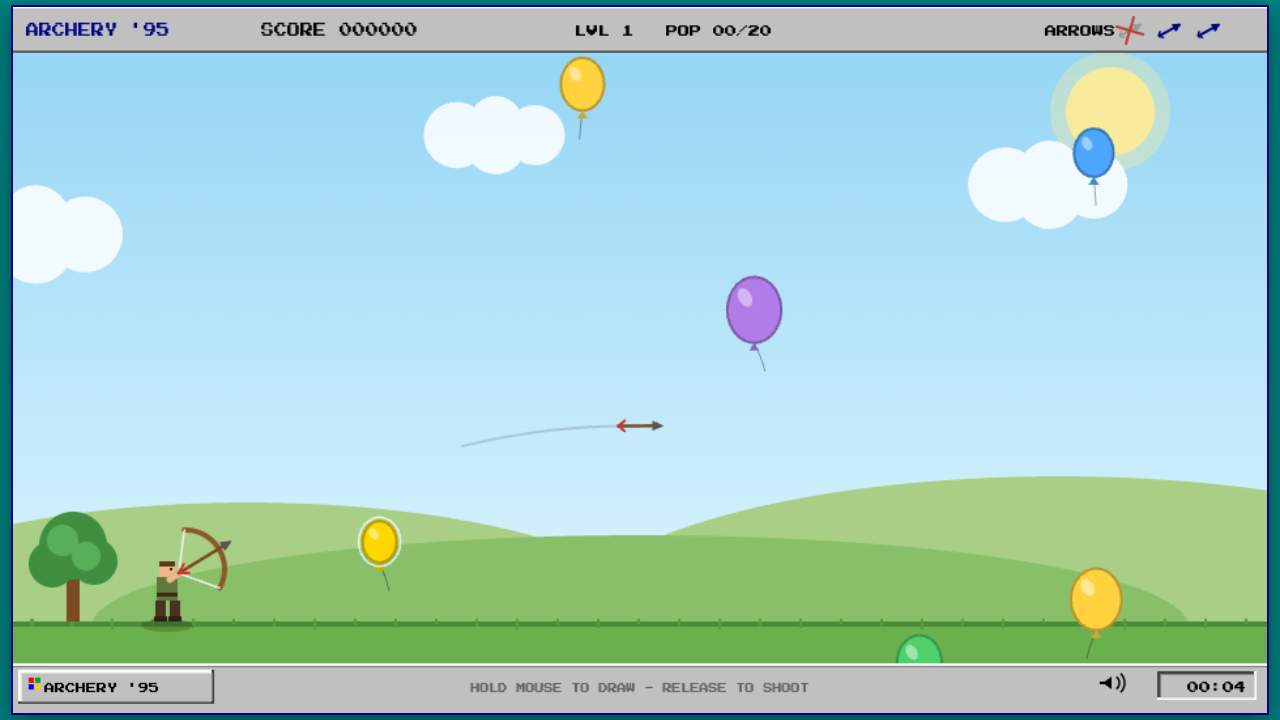 ARCHERY '95 SCORE 000000 LVL 1 POP 00/20 ARROWS
ARCHERY '95 HOLD MOUSE TO DRAW - RELEASE TO SHOOT 00:04